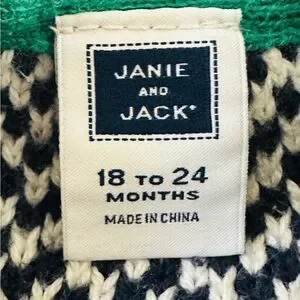 JANIE
AND
JACK
18 TO 24
MONTHS
MADE IN CHINA